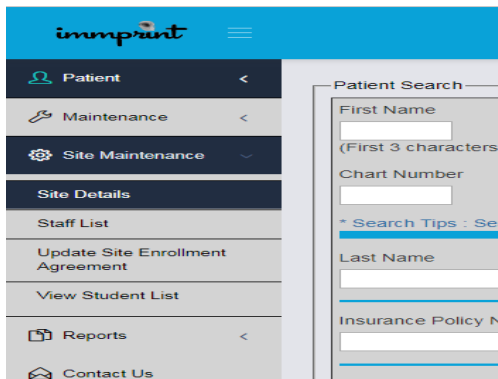 immprint
Patient
Maintenance
Site Maintenance
Site Details
Staff List
Update Site Enrollment
Agreement
View Student List
Reports
Contact Us
Patient Search
First Name
(First 3 characters
Chart Number
* Search Tips : Se
Last Name
Insurance Policy N